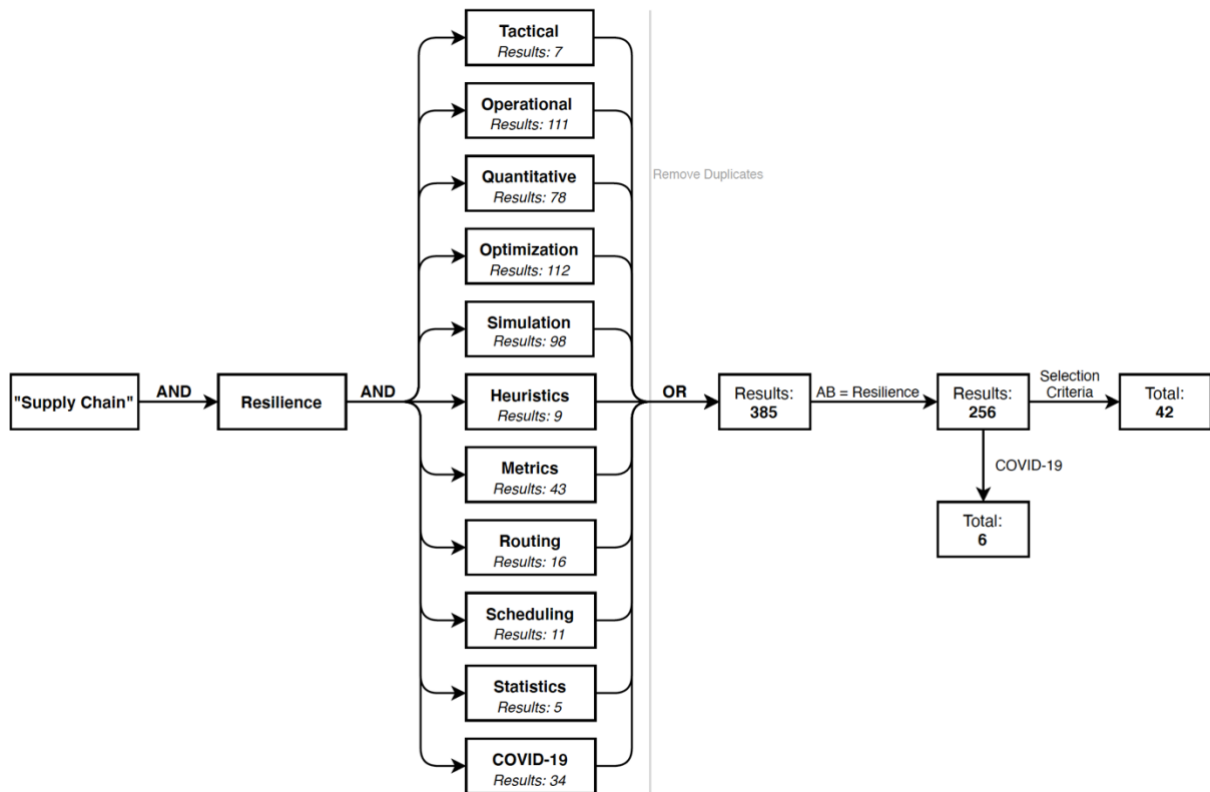 Tactical
Results: 7
Operational
Results: 111
Quantitative
Results: 78
Remove Duplicates
Optimization
Results: 112
Simulation
Results: 98
"Supply Chain"
AND
Resilience
AND
Heuristics
Results: 9
OR
Results:
385
AB = Resilience
Results:
256
Selection
Criteria
Total:
42
COVID-19
Total:
6
Metrics
Results: 43
Routing
Results: 16
Scheduling
Results: 11
Statistics
Results: 5
COVID-19
Results: 34